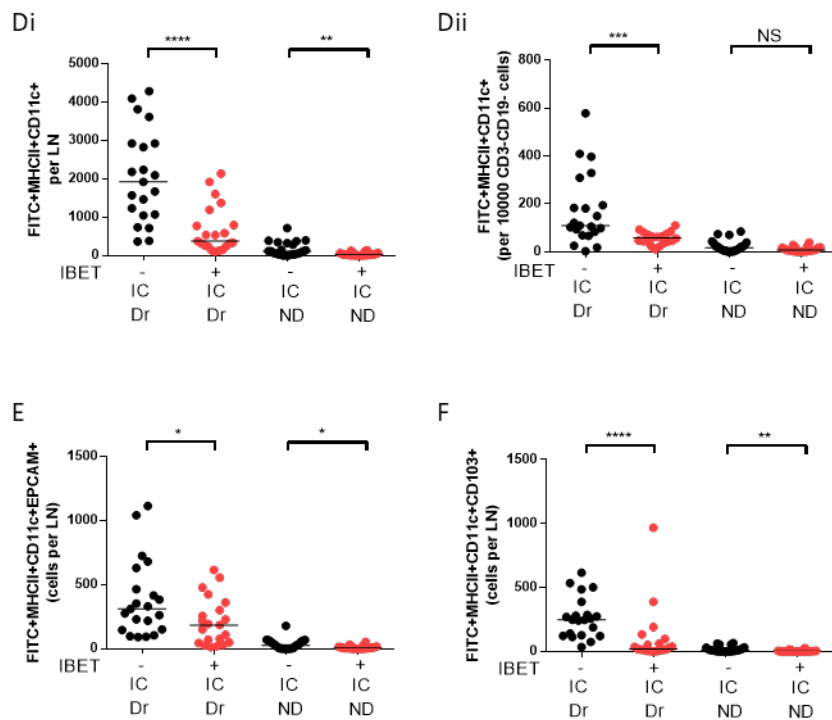 Di
FITC+MHCII+CD11c+
per LN
5000
4000
3000
2000
1000
0
****
**
IBET - + - +
IC IC IC IC
Dr Dr ND ND
Dii
FITC+MHCII+CD11c+
(per 10000 CD3-CD19- cells)
800
600
400
200
0
***
NS
IBET - + - +
IC IC IC IC
Dr Dr ND ND
E
FITC+MHCII+CD11c+EPCAM+
(cells per LN)
1500
1000
500
0
*
*
IBET - + - +
IC IC IC IC
Dr Dr ND ND
F
FITC+MHCII+CD11c+CD103+
(cells per LN)
1500
1000
500
0
****
**
IBET - + - +
IC IC IC IC
Dr Dr ND ND